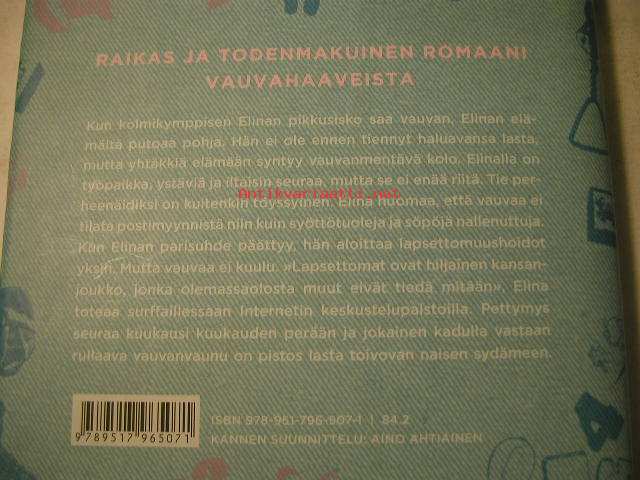 RAIKAS JA TODENMAKUINEN ROMAANI
VAUVAHAAVEISTA
Kun kolmikymppisen Elinan pikkusisko saa vauvan, Elinan elä-
mältä putoaa pohja. Hän ei ole ennen tiennyt haluavansa lasta,
mutta yhtäkkiä elämään syntyy vauvanmentävä kolo. Elinalla on
työpaikka, ystäviä ja iltaisin seuraa, mutta se ei enää riitä. Tie per-
Antikvariaatti.net
heenäidiksi on kuitenkin töyssyinen. Elina huomaa, että vauvaa ei
tilata postimyynnistä niin kuin syöttötuoleja ja söpöjä nallenuttuja.
Kun Elinan parisuhde päättyy, hän aloittaa lapsettomuushoidot
yksin. Mutta vauvaa ei kuulu. »Lapsettomat ovat hiljainen kansan-
joukko, jonka olemassaolosta muut eivät tiedä mitään», Elina
toteaa surffaillessaan internetin keskustelupalstoilla. Pettymys
seuraa kuukausi kuukauden perään ja jokainen kadulla vastaan
rullaava vauvanvaunu on pistos lasta toivovan naisen sydämeen.
ISBN 978-951-796-507-1 | 84.2
9 789517 965071
KANNEN SUUNNITTELU: AINO AHTIAINEN